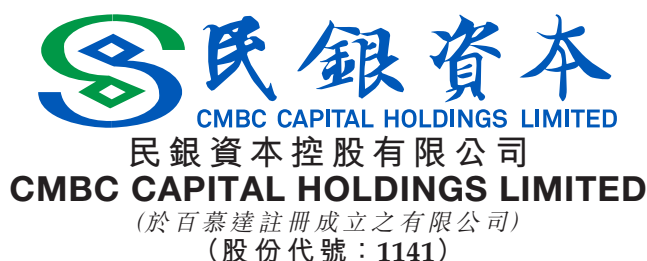 民銀資本
CMBC CAPITAL HOLDINGS LIMITED
民銀資本控股有限公司
CMBC CAPITAL HOLDINGS LIMITED
(於百慕達註冊成立之有限公司)
(股份代號：1141)